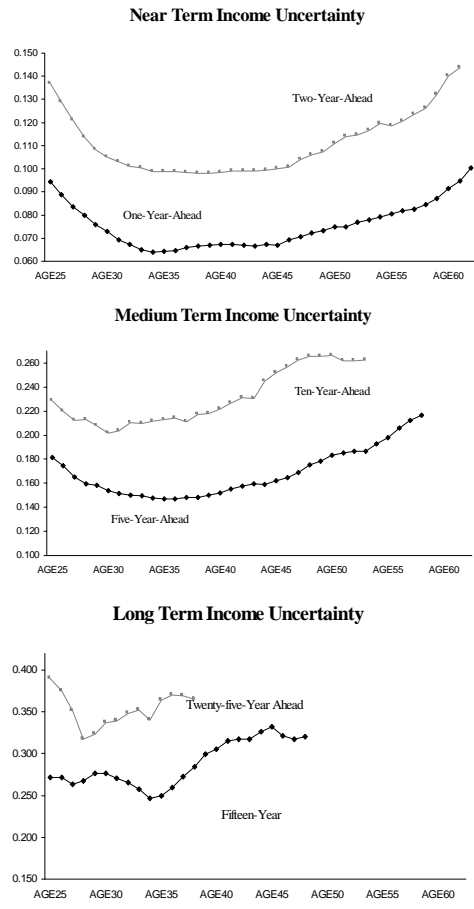 Near Term Income Uncertainty
0.150
0.140
0.130
Two-Year-Ahead
0.120
0.110
0.100
0.090
One-Year-Ahead
0.080
0.070
0.060
AGE25 AGE30 AGE35 AGE40 AGE45 AGE50 AGE55 AGE60
Medium Term Income Uncertainty
0.260
0.240
Ten-Year-Ahead
0.220
0.200
0.180
0.160
0.140
Five-Year-Ahead
0.120
0.100
AGE25 AGE30 AGE35 AGE40 AGE45 AGE50 AGE55 AGE60
Long Term Income Uncertainty
0.400
0.350
Twenty-five-Year Ahead
0.300
0.250
Fifteen-Year
0.200
0.150
AGE25 AGE30 AGE35 AGE40 AGE45 AGE50 AGE55 AGE60